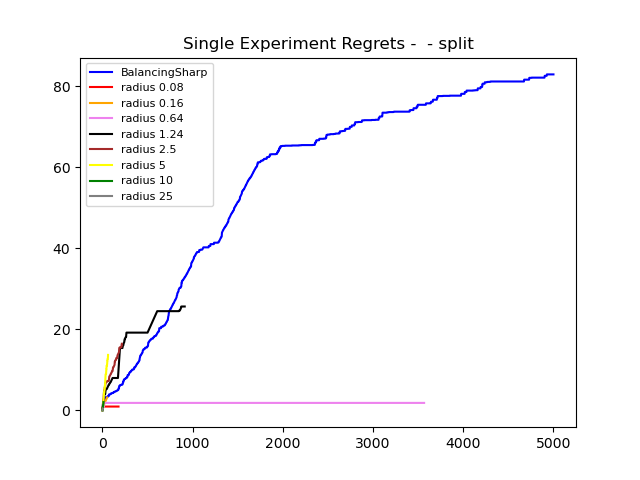 Single Experiment Regrets -  - split
BalancingSharp
radius 0.08
radius 0.16
radius 0.64
radius 1.24
radius 2.5
radius 5
radius 10
radius 25
80
60
40
20
0
0 1000 2000 3000 4000 5000